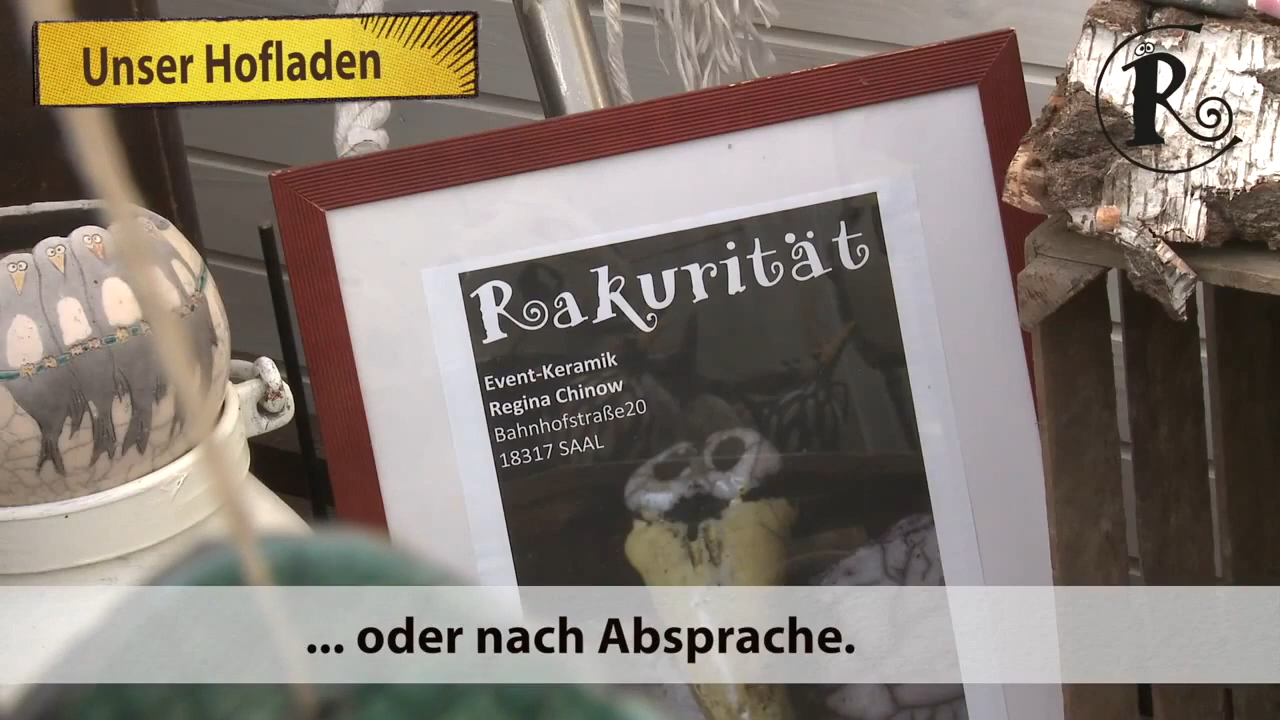 Unser Hofladen
R
Rakurität
Event-Keramik
Regina Chinow
Bahnhofstraße20
18317 SAAL
... oder nach Absprache.